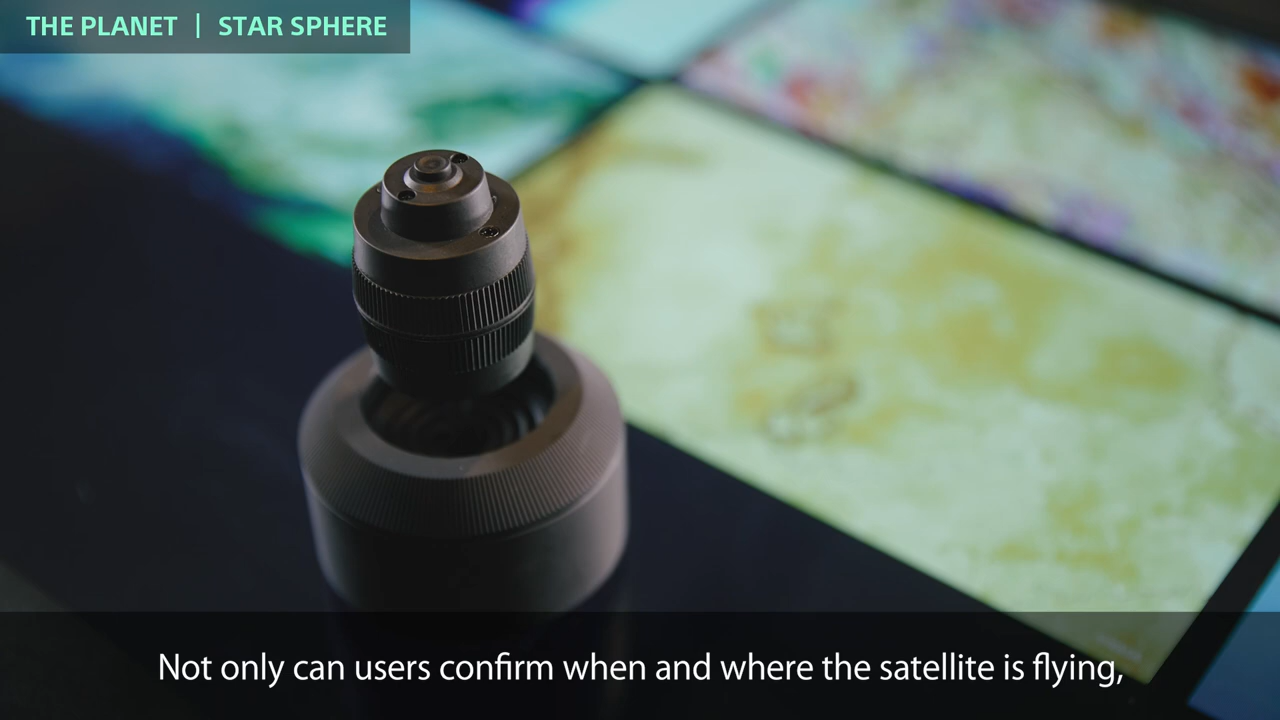 THE PLANET | STAR SPHERE
Not only can users confirm when and where the satellite is flying,